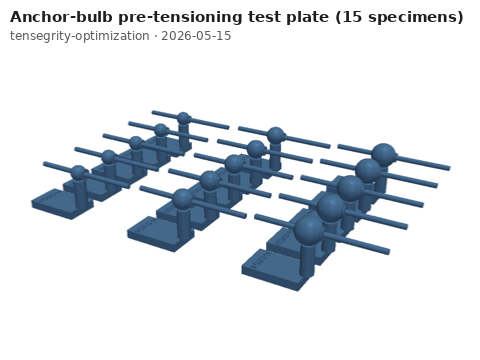 Anchor-bulb pre-tensioning test plate (15 specimens)
tensegrity-optimization · 2026-05-15